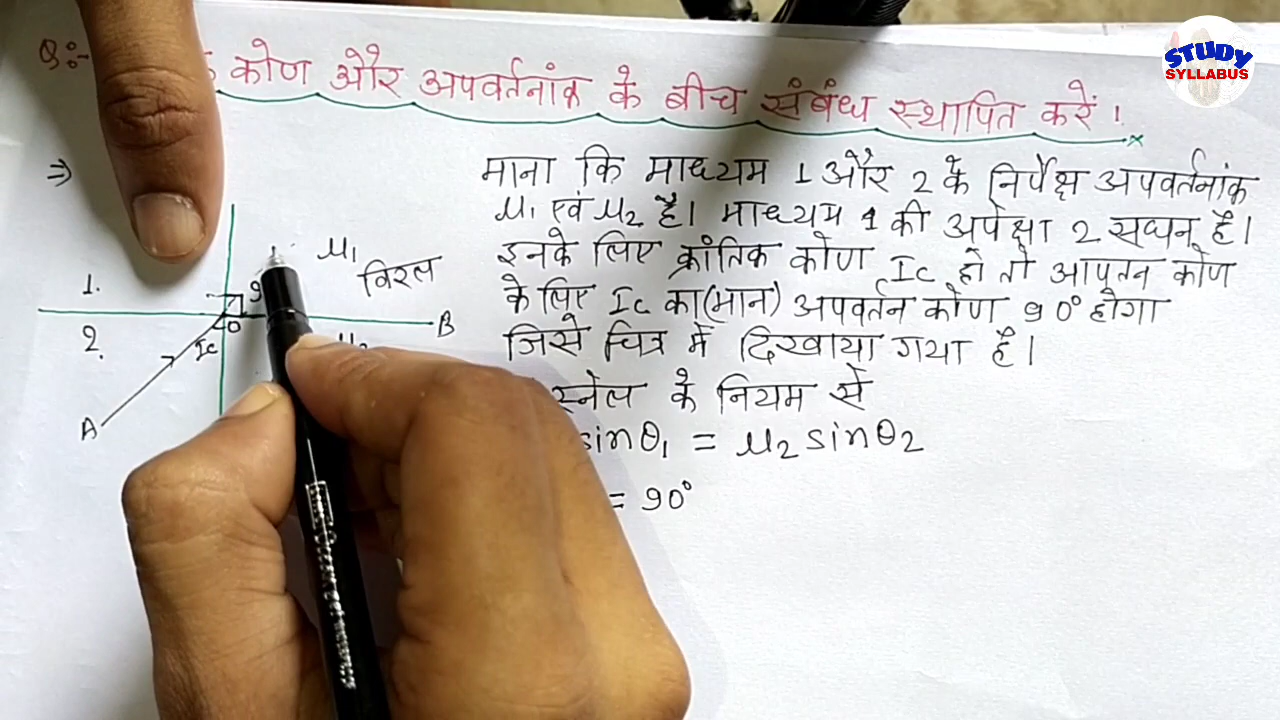 Q:- कोण और अपवर्तनांक के बीच संबंध स्थापित करें।
STUDY
SYLLABUS
⇒ माना कि माध्यम 1 और 2 के निर्पेक्ष अपवर्तनांक
μ₁ एवं μ₂ है। माध्यम 1 की अपेक्षा 2 सघन है।
इनके लिए क्रांतिक कोण Ic हो तो आपतन कोण
के लिए Ic का(मान) अपवर्तन कोण 90° होगा
जिसे चित्र में दिखाया गया है।
स्नेल के नियम से
sinθ₁ = μ₂ sinθ₂
= 90°
μ₁
विरल
1.
B
O
2.
Ic
A